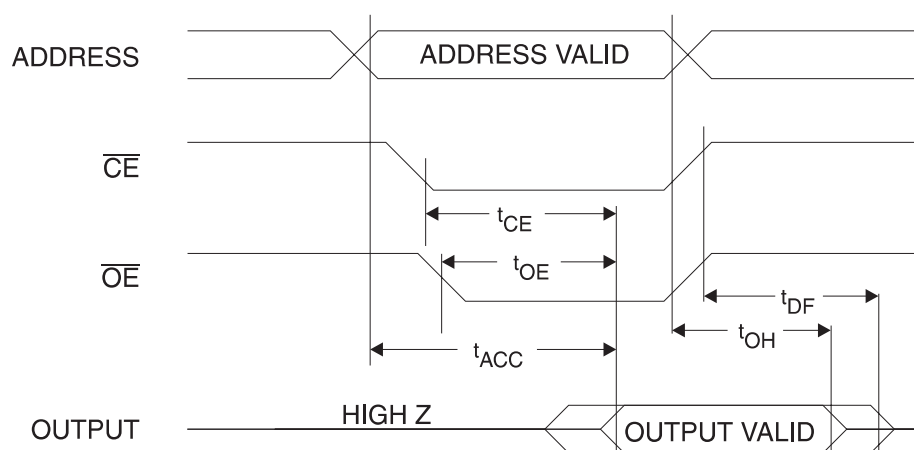 ADDRESS
ADDRESS VALID
CE
tCE
OE
tOE
tDF
tOH
tACC
HIGH Z
OUTPUT
OUTPUT VALID